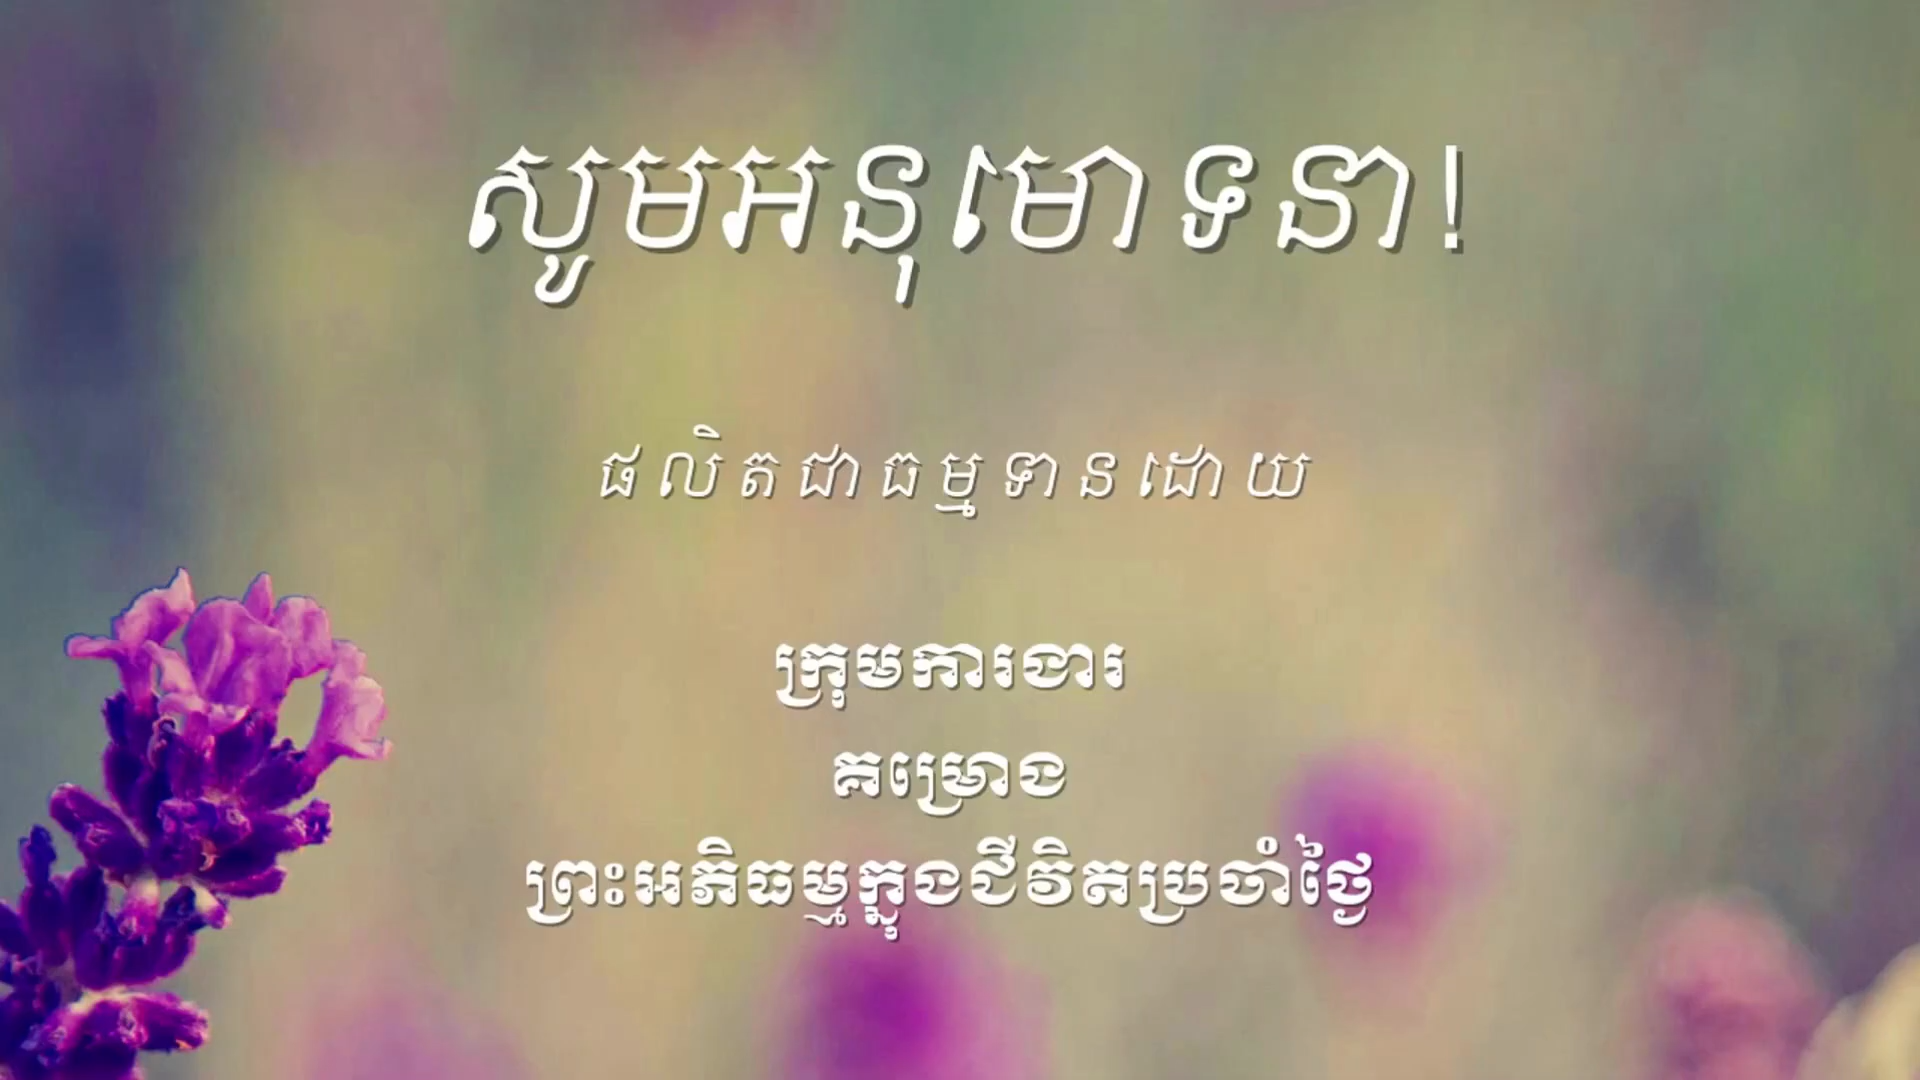 សូមអនុមោទនា!
ផលិតជាធម្មទានដោយ
ក្រុមការងារ
គម្រោង
ព្រះអភិធម្មក្នុងជីវិតប្រចាំថ្ងៃ